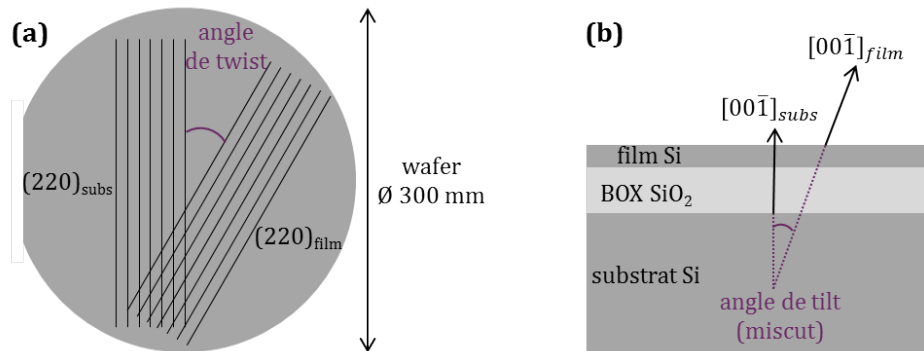 (a)
angle
de twist
(220)subs
(220)film
wafer
Ø 300 mm
(b)
[001̄]film
[001̄]subs
film Si
BOX SiO₂
substrat Si
angle de tilt
(miscut)